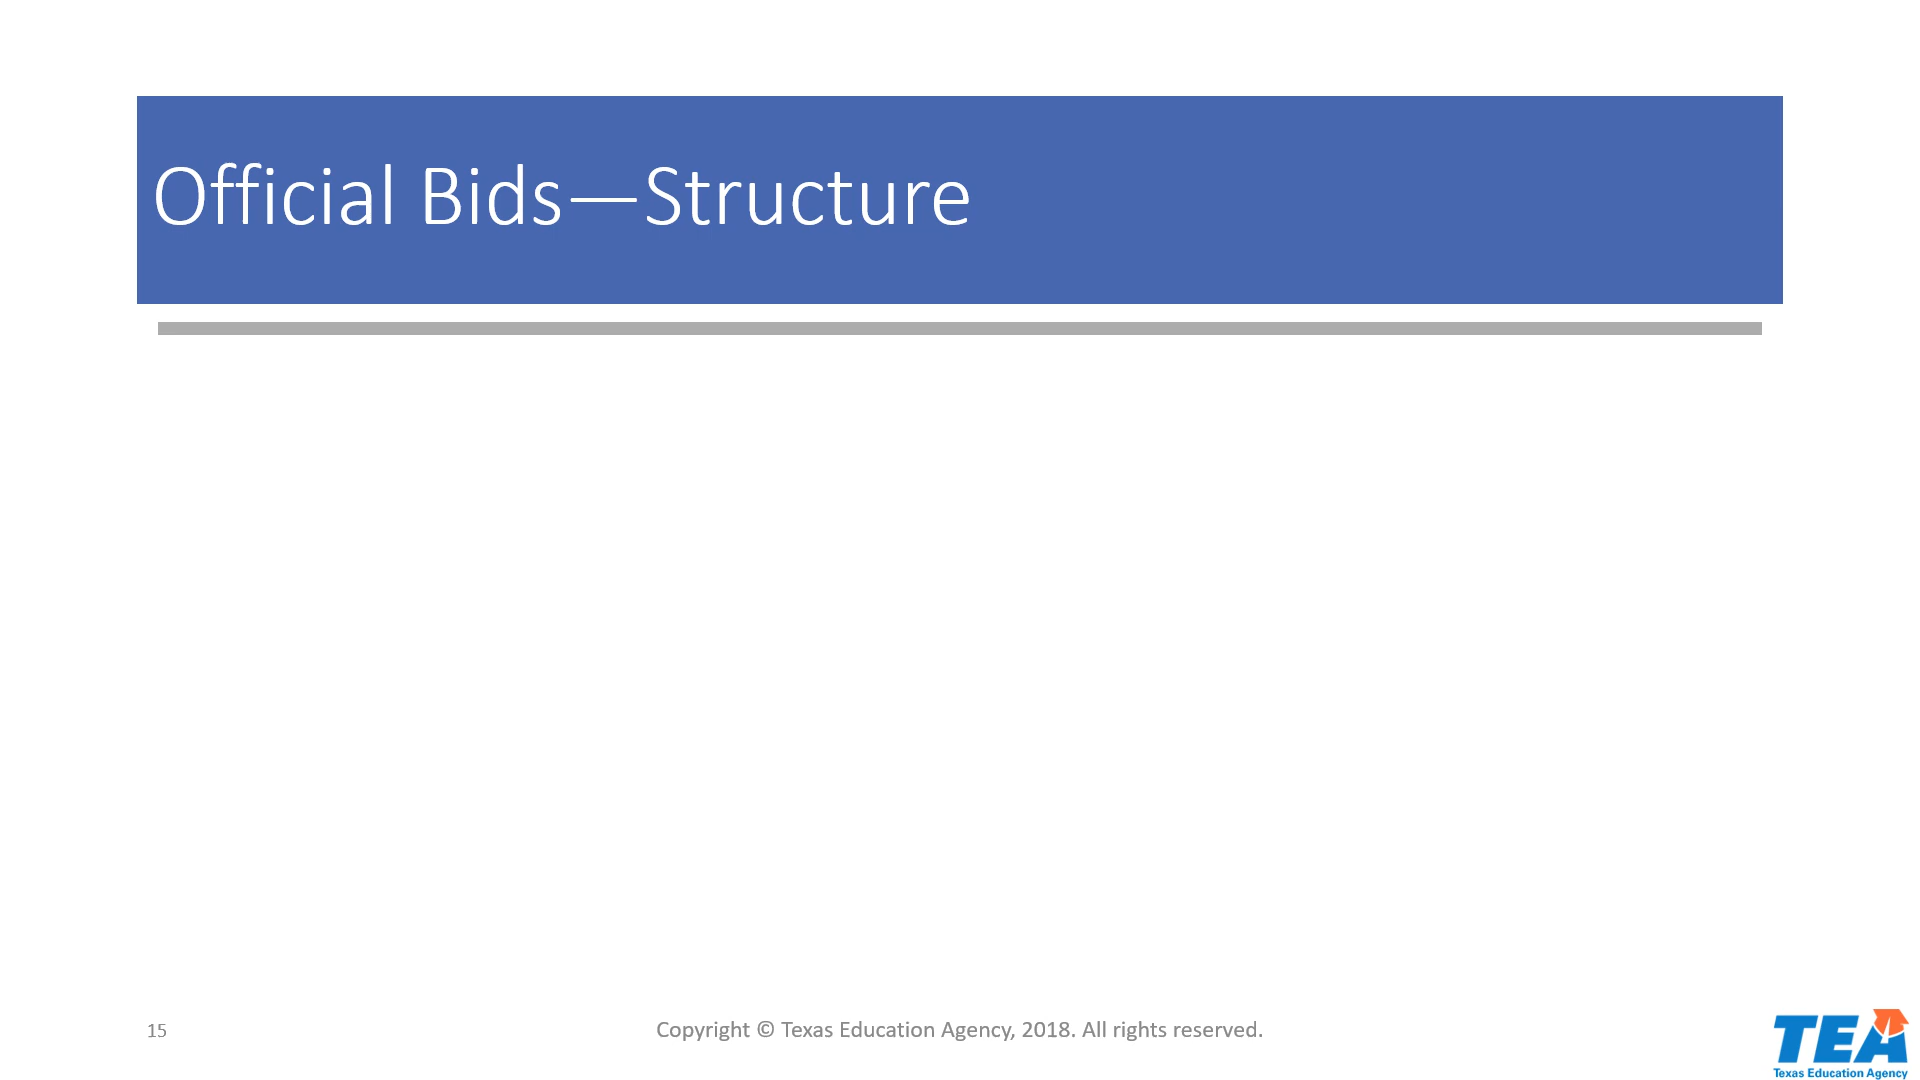 Official Bids—Structure
15
Copyright © Texas Education Agency, 2018. All rights reserved.
TEA
Texas Education Agency